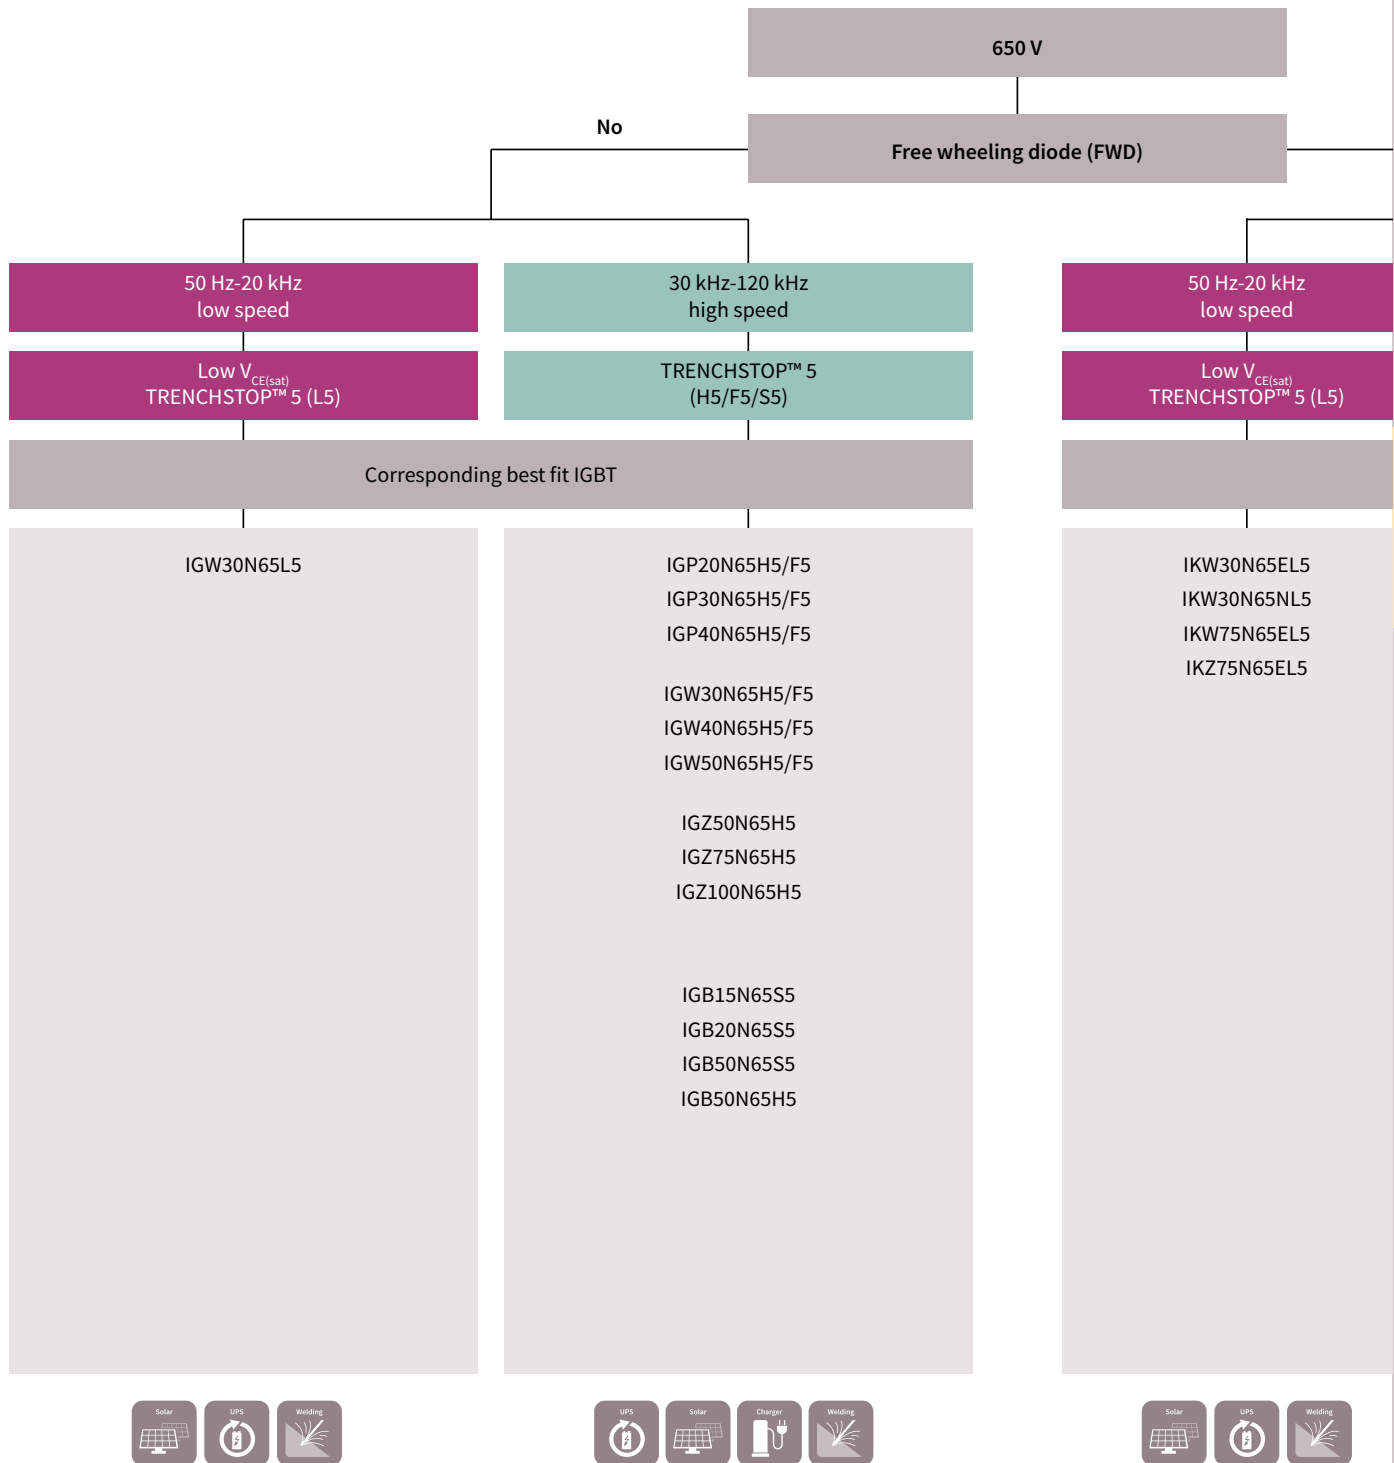 650 V
No
Free wheeling diode (FWD)
50 Hz-20 kHz
low speed
30 kHz-120 kHz
high speed
50 Hz-20 kHz
low speed
Low VCE(sat)
TRENCHSTOP™ 5 (L5)
TRENCHSTOP™ 5
(H5/F5/S5)
Low VCE(sat)
TRENCHSTOP™ 5 (L5)
Corresponding best fit IGBT
IGW30N65L5
IGP20N65H5/F5
IGP30N65H5/F5
IGP40N65H5/F5
IGW30N65H5/F5
IGW40N65H5/F5
IGW50N65H5/F5
IGZ50N65H5
IGZ75N65H5
IGZ100N65H5
IGB15N65S5
IGB20N65S5
IGB50N65S5
IGB50N65H5
IKW30N65EL5
IKW30N65NL5
IKW75N65EL5
IKZ75N65EL5
Solar
UPS
Welding
UPS
Solar
Charger
Welding
Solar
UPS
Welding